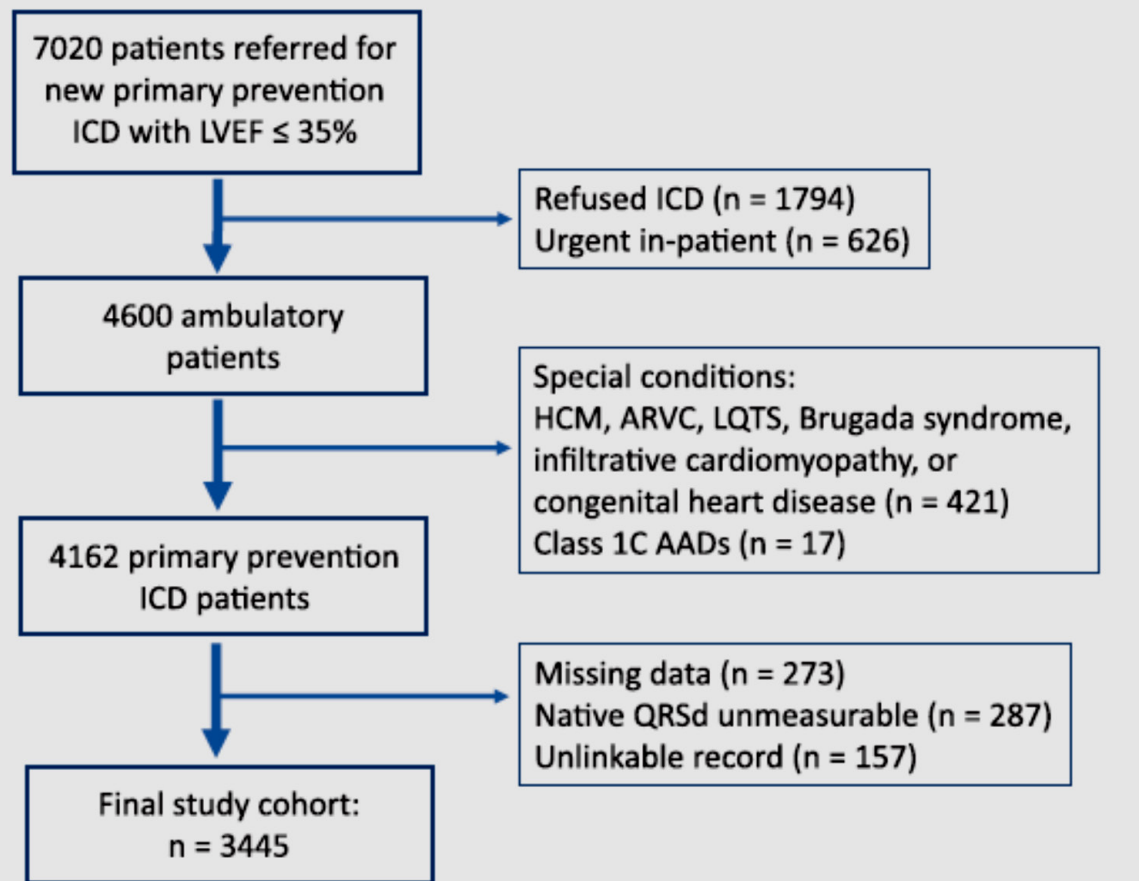 7020 patients referred for
new primary prevention
ICD with LVEF ≤ 35%
Refused ICD (n = 1794)
Urgent in-patient (n = 626)
4600 ambulatory
patients
Special conditions:
HCM, ARVC, LQTS, Brugada syndrome,
infiltrative cardiomyopathy, or
congenital heart disease (n = 421)
Class 1C AADs (n = 17)
4162 primary prevention
ICD patients
Missing data (n = 273)
Native QRSd unmeasurable (n = 287)
Unlinkable record (n = 157)
Final study cohort:
n = 3445